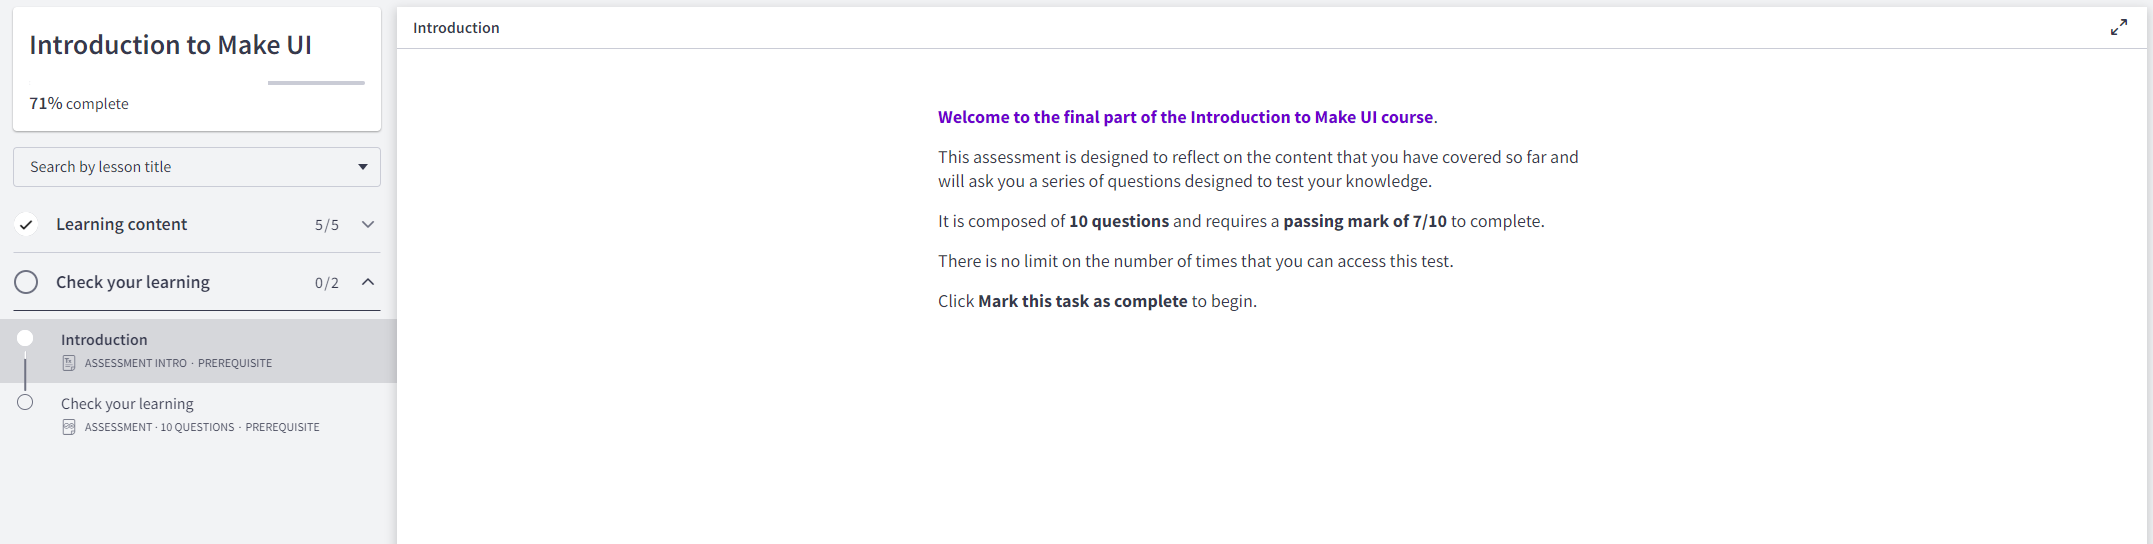 Introduction to Make UI
71% complete
Search by lesson title
Learning content 5/5
Check your learning 0/2
Introduction
ASSESSMENT INTRO · PREREQUISITE
Check your learning
ASSESSMENT · 10 QUESTIONS · PREREQUISITE
Introduction
Welcome to the final part of the Introduction to Make UI course.
This assessment is designed to reflect on the content that you have covered so far and
will ask you a series of questions designed to test your knowledge.
It is composed of 10 questions and requires a passing mark of 7/10 to complete.
There is no limit on the number of times that you can access this test.
Click Mark this task as complete to begin.